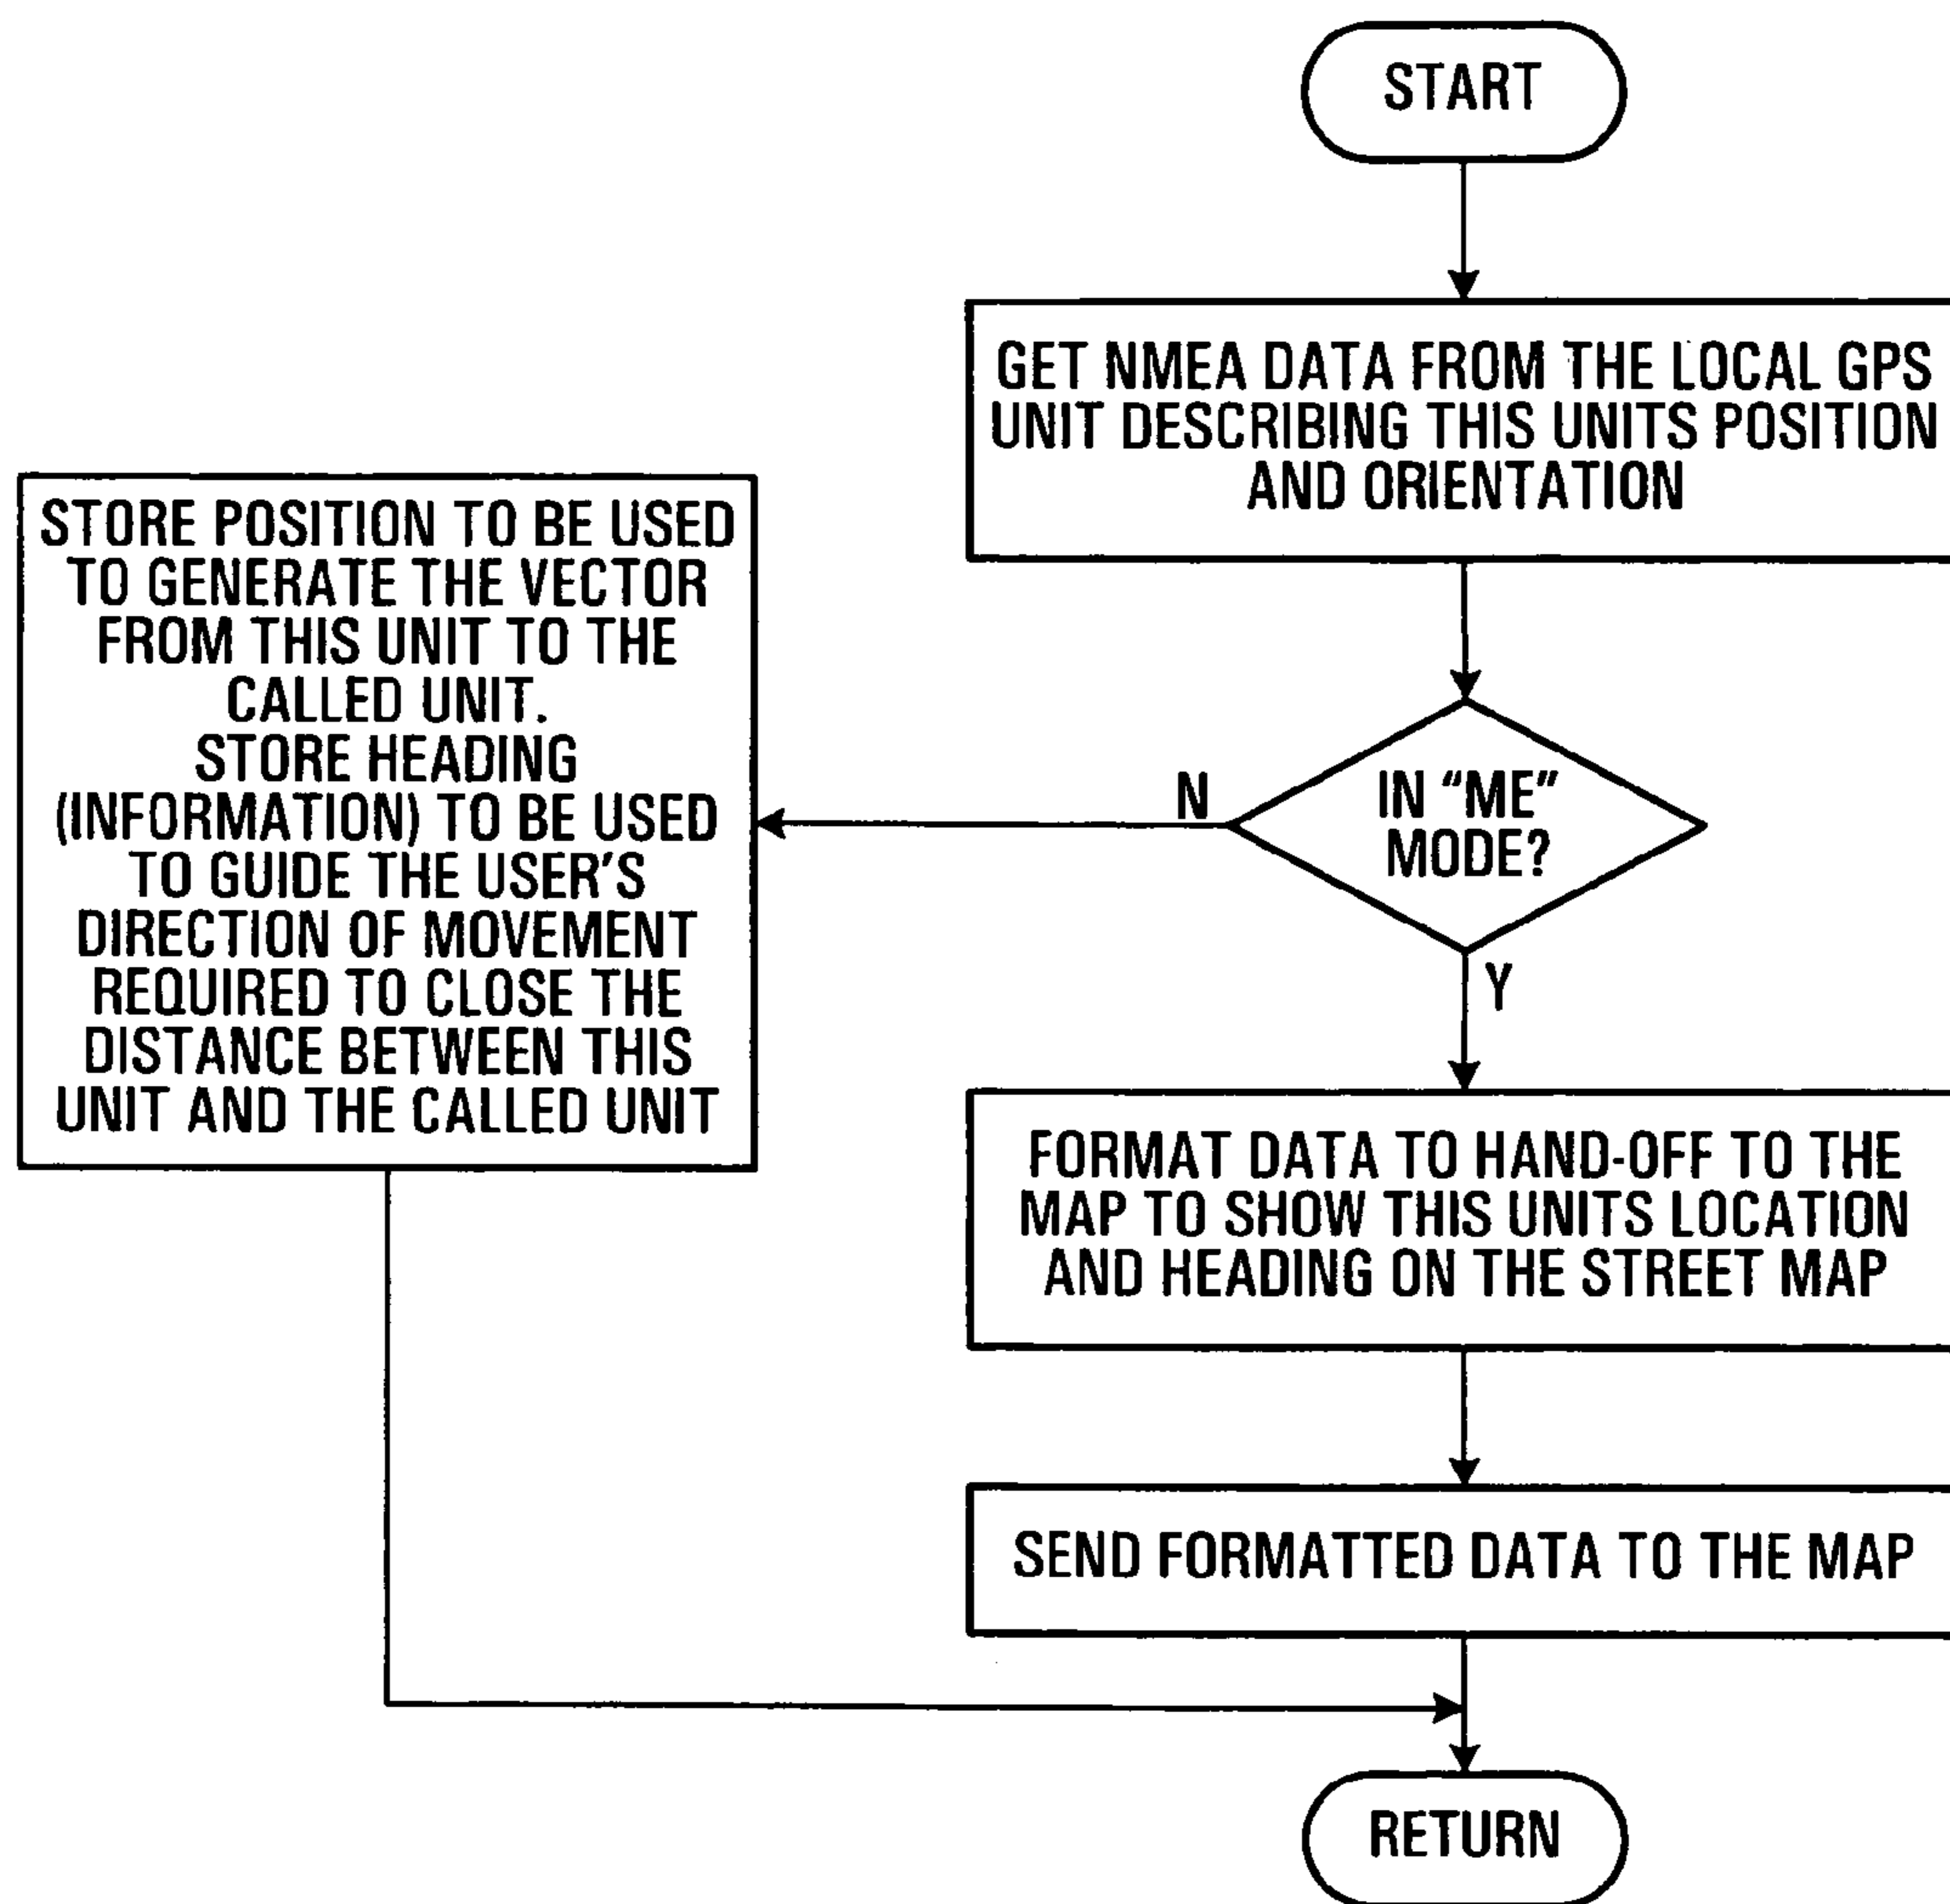 START
GET NMEA DATA FROM THE LOCAL GPS
UNIT DESCRIBING THIS UNITS POSITION
AND ORIENTATION
IN “ME”
MODE?
N
STORE POSITION TO BE USED
TO GENERATE THE VECTOR
FROM THIS UNIT TO THE
CALLED UNIT.
STORE HEADING
(INFORMATION) TO BE USED
TO GUIDE THE USER'S
DIRECTION OF MOVEMENT
REQUIRED TO CLOSE THE
DISTANCE BETWEEN THIS
UNIT AND THE CALLED UNIT
Y
FORMAT DATA TO HAND-OFF TO THE
MAP TO SHOW THIS UNITS LOCATION
AND HEADING ON THE STREET MAP
SEND FORMATTED DATA TO THE MAP
RETURN